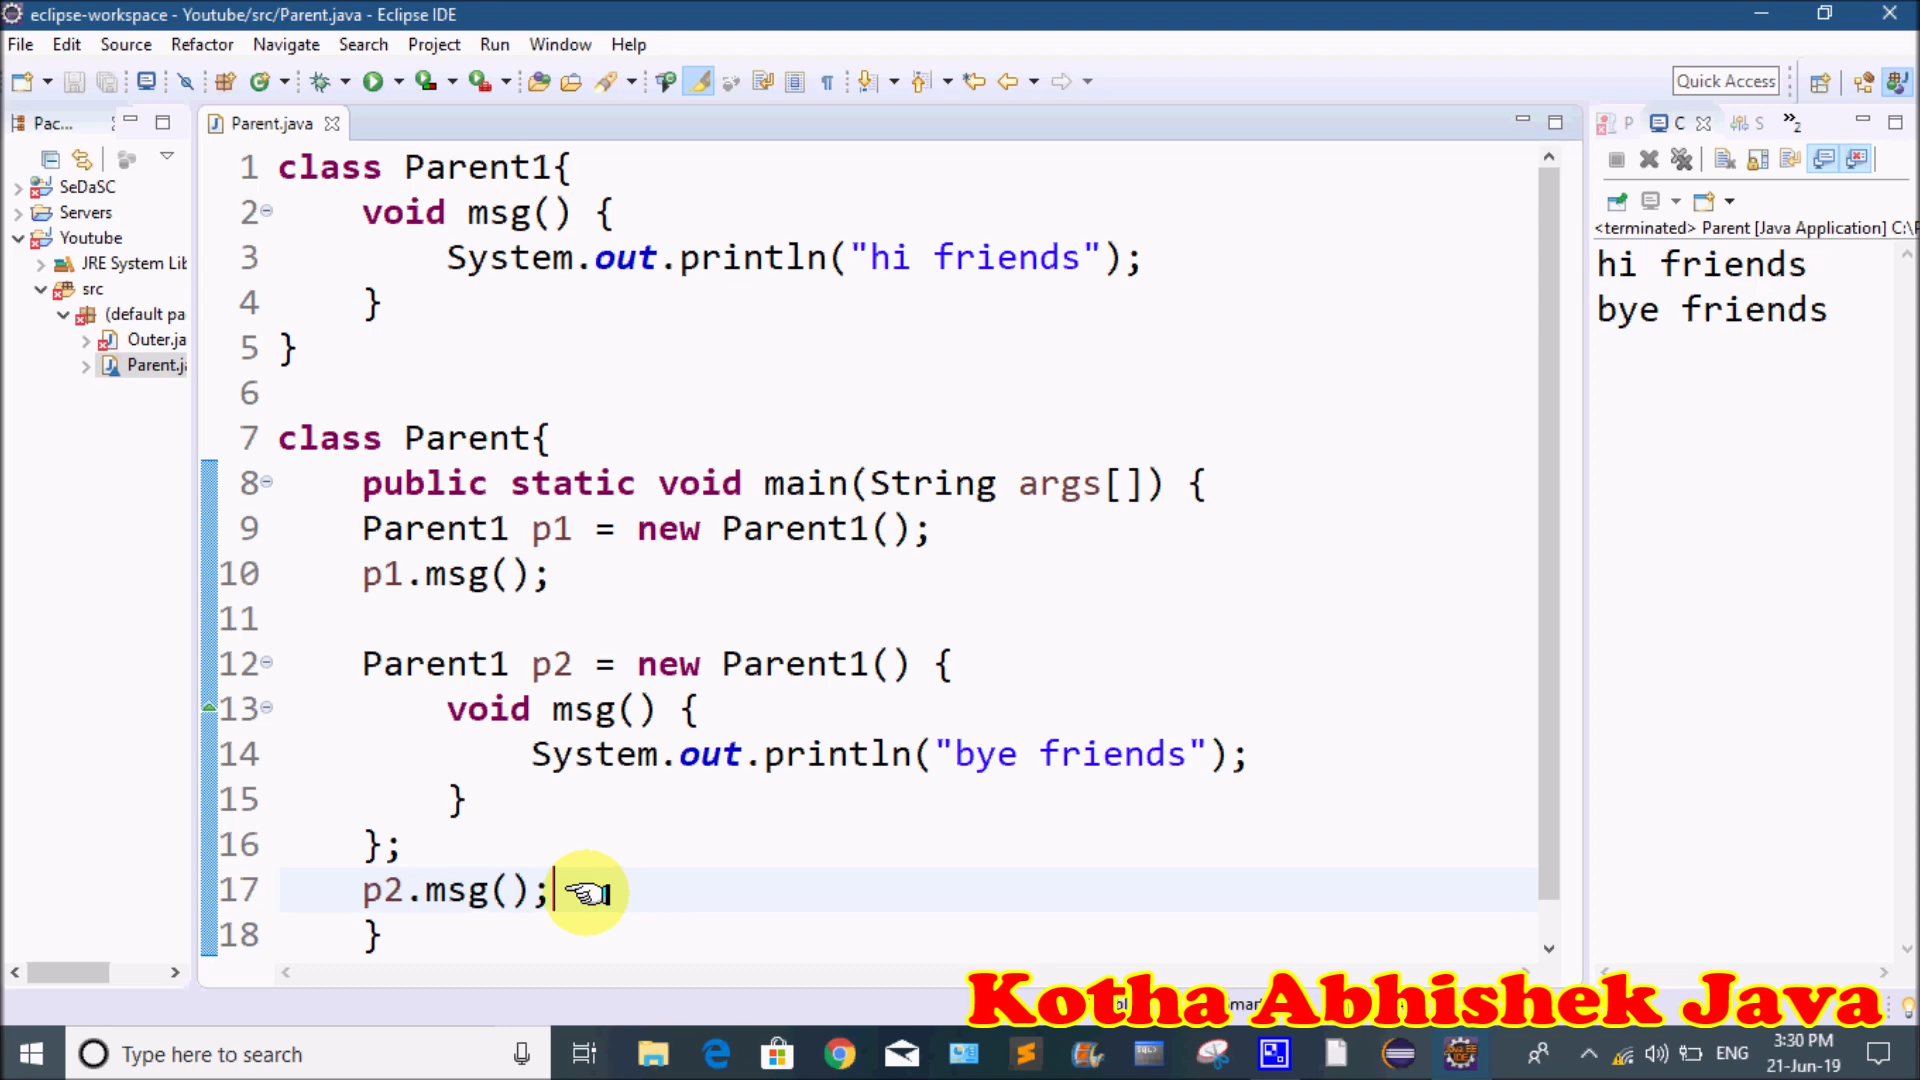 eclipse-workspace - Youtube/src/Parent.java - Eclipse IDE
File Edit Source Refactor Navigate Search Project Run Window Help
Quick Access
Pac...
Parent.java
P C S
2
SeDaSC
Servers
Youtube
JRE System Lib
src
(default pa
Outer.ja
Parent.j
1 class Parent1{
2 void msg() {
3 System.out.println("hi friends");
4 }
5 }
6
7 class Parent{
8 public static void main(String args[]) {
9 Parent1 p1 = new Parent1();
10 p1.msg();
11
12 Parent1 p2 = new Parent1() {
13 void msg() {
14 System.out.println("bye friends");
15 }
16 };
17 p2.msg();
18 }
<terminated> Parent [Java Application] C:\P
hi friends
bye friends
Kotha Abhishek Java
Type here to search
ENG
3:30 PM
21-Jun-19